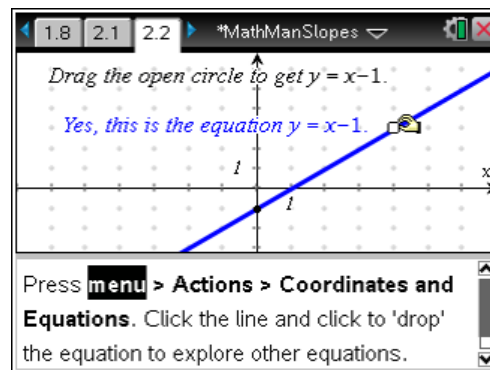 1.8 2.1 2.2 *MathManSlopes
Drag the open circle to get y = x−1.
Yes, this is the equation y = x−1.
1
x
1
Press menu > Actions > Coordinates and
Equations. Click the line and click to 'drop'
the equation to explore other equations.